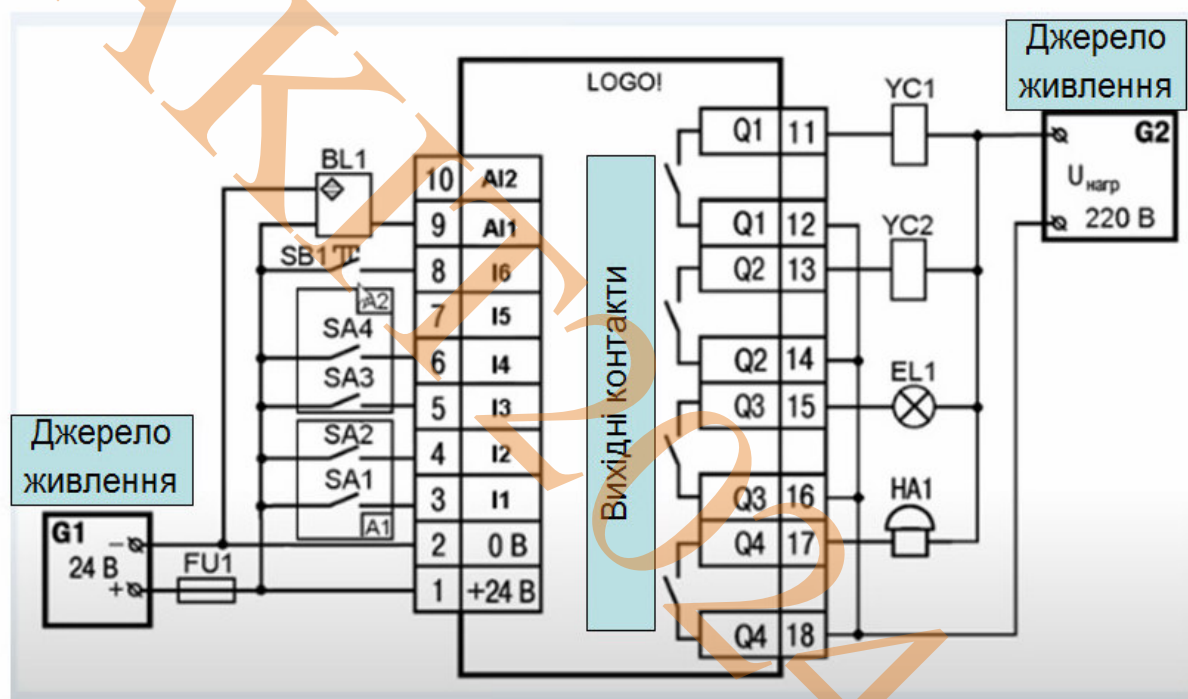 Джерело
живлення
LOGO!
YC1
Q1 11
G2
U нагр
220 В
BL1
10 AI2
9 AI1
Q1 12
YC2
SB1
8 I6
Q2 13
A2
7 I5
SA4
6 I4
Q2 14
EL1
SA3
5 I3
Q3 15
Вихідні контакти
Джерело
живлення
SA2
4 I2
SA1
3 I1
Q3 16
HA1
A1
G1
−
24 В
+
2 0 В
Q4 17
FU1
1 +24 В
Q4 18
АКІТ2024